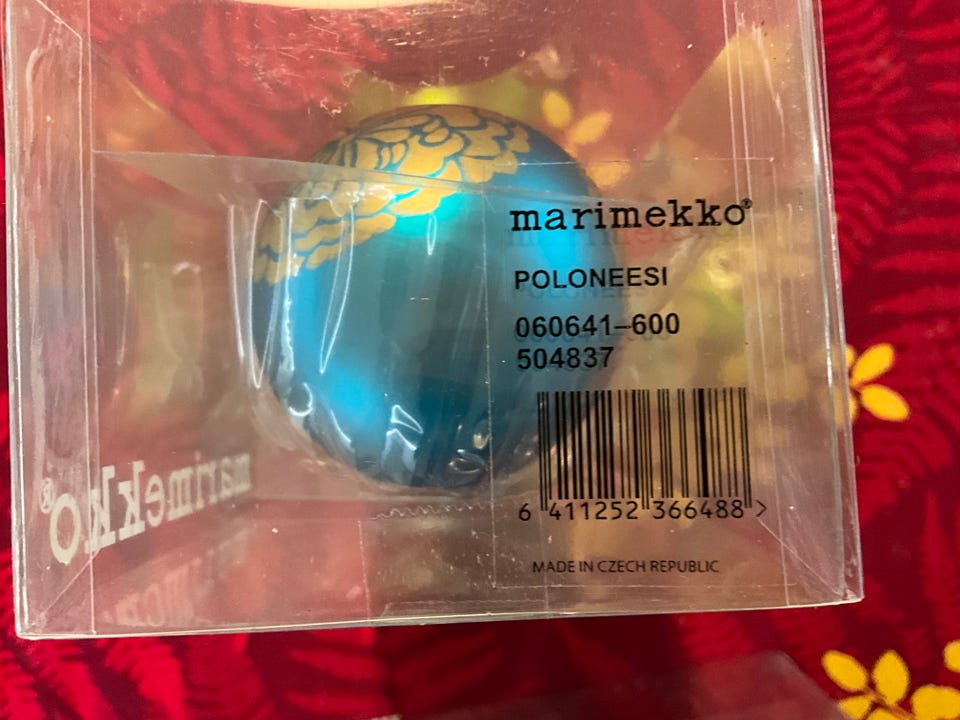 marimekko®
POLONEESI
060641-600
504837
6 411252 366488 >
MADE IN CZECH REPUBLIC
marimekko®